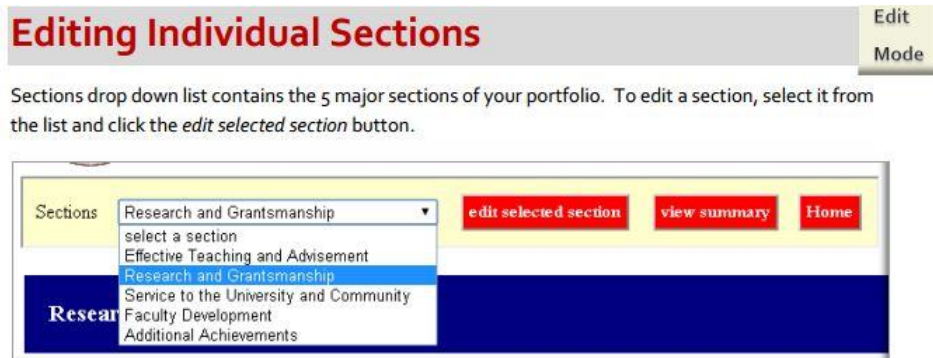 Editing Individual Sections
Edit
Mode
Sections drop down list contains the 5 major sections of your portfolio. To edit a section, select it from
the list and click the edit selected section button.
Sections Research and Grantsmanship edit selected section view summary Home
select a section
Effective Teaching and Advisement
Research and Grantsmanship
Service to the University and Community
Faculty Development
Additional Achievements